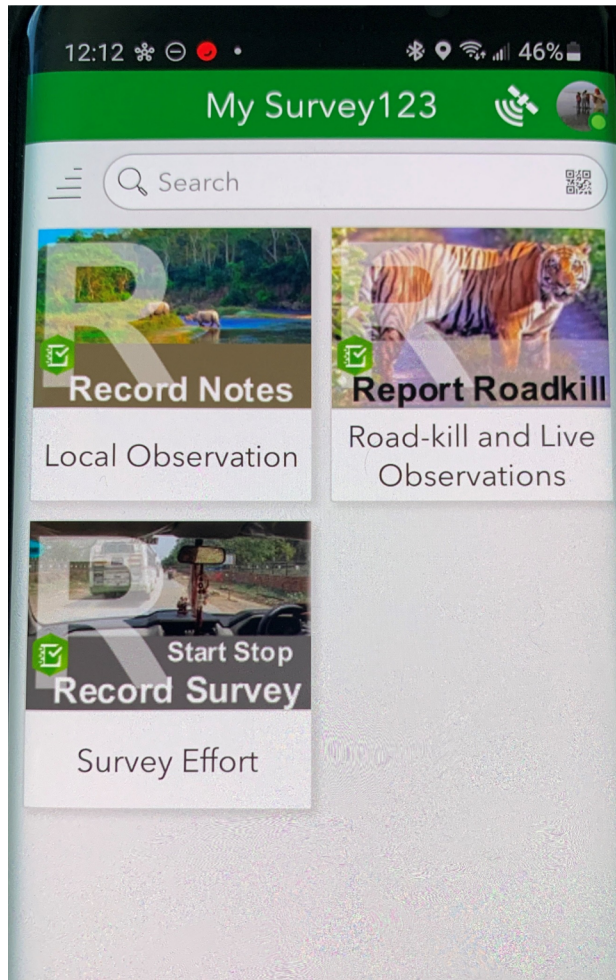 12:12
46%
My Survey123
Search
R
Record Notes
Local Observation
R
Report Roadkill
Road-kill and Live
Observations
R
Start Stop
Record Survey
Survey Effort